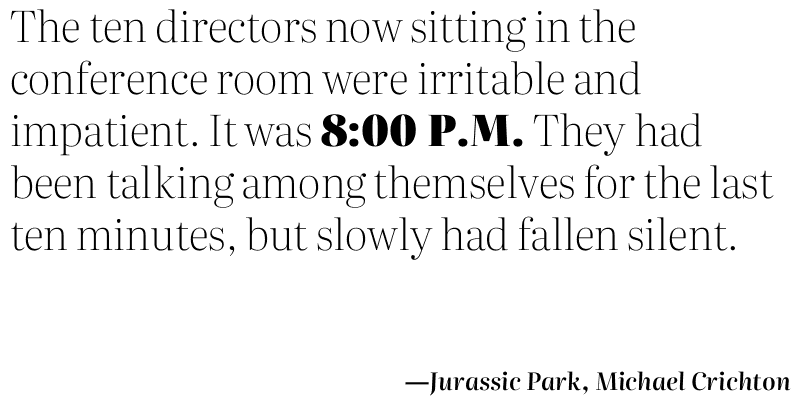 The ten directors now sitting in the
conference room were irritable and
impatient. It was 8:00 P.M. They had
been talking among themselves for the last
ten minutes, but slowly had fallen silent.
—Jurassic Park, Michael Crichton